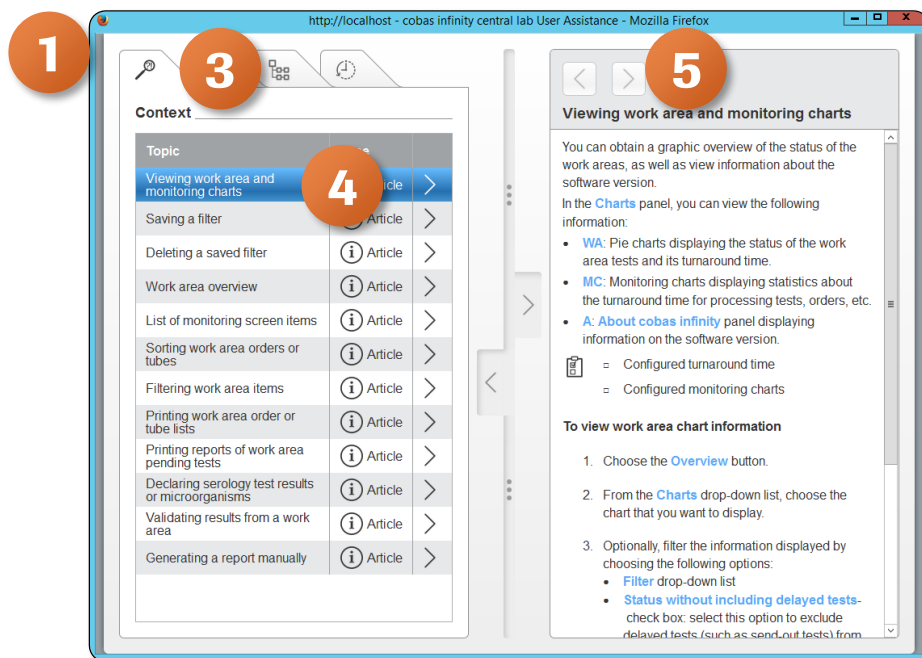 http://localhost - cobas infinity central lab User Assistance - Mozilla Firefox
1
3
5
Context
Topic
Viewing work area and
monitoring charts
4
Saving a filter
Article
Deleting a saved filter
Article
Work area overview
Article
List of monitoring screen items
Article
Sorting work area orders or
tubes
Article
Filtering work area items
Article
Printing work area order or
tube lists
Article
Printing reports of work area
pending tests
Article
Declaring serology test results
or microorganisms
Article
Validating results from a work
area
Article
Generating a report manually
Article
Viewing work area and monitoring charts
You can obtain a graphic overview of the status of the
work areas, as well as view information about the
software version.
In the Charts panel, you can view the following
information:
• WA: Pie charts displaying the status of the work
area tests and its turnaround time.
• MC: Monitoring charts displaying statistics about
the turnaround time for processing tests, orders, etc.
• A: About cobas infinity panel displaying
information on the software version.
▫ Configured turnaround time
▫ Configured monitoring charts
To view work area chart information
1. Choose the Overview button.
2. From the Charts drop-down list, choose the
chart that you want to display.
3. Optionally, filter the information displayed by
choosing the following options:
• Filter drop-down list
• Status without including delayed tests-
check box: select this option to exclude
delayed tests (such as send-out tests) from